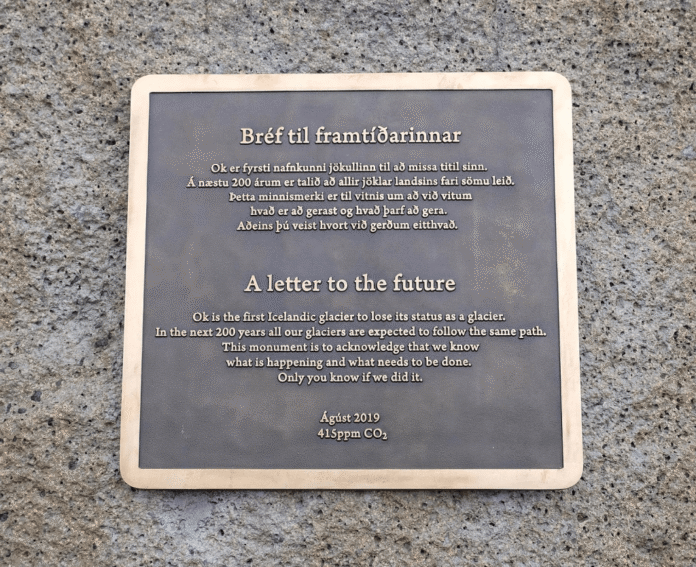 Bréf til framtíðarinnar
Ok er fyrsti nafnkunni jökullinn til að missa titil sinn.
Á næstu 200 árum er talið að allir jöklar landsins fari sömu leið.
Þetta minnismerki er til vitnis um að við vitum
hvað er að gerast og hvað þarf að gera.
Aðeins þú veist hvort við gerðum eitthvað.
A letter to the future
Ok is the first Icelandic glacier to lose its status as a glacier.
In the next 200 years all our glaciers are expected to follow the same path.
This monument is to acknowledge that we know
what is happening and what needs to be done.
Only you know if we did it.
Ágúst 2019
415ppm CO₂